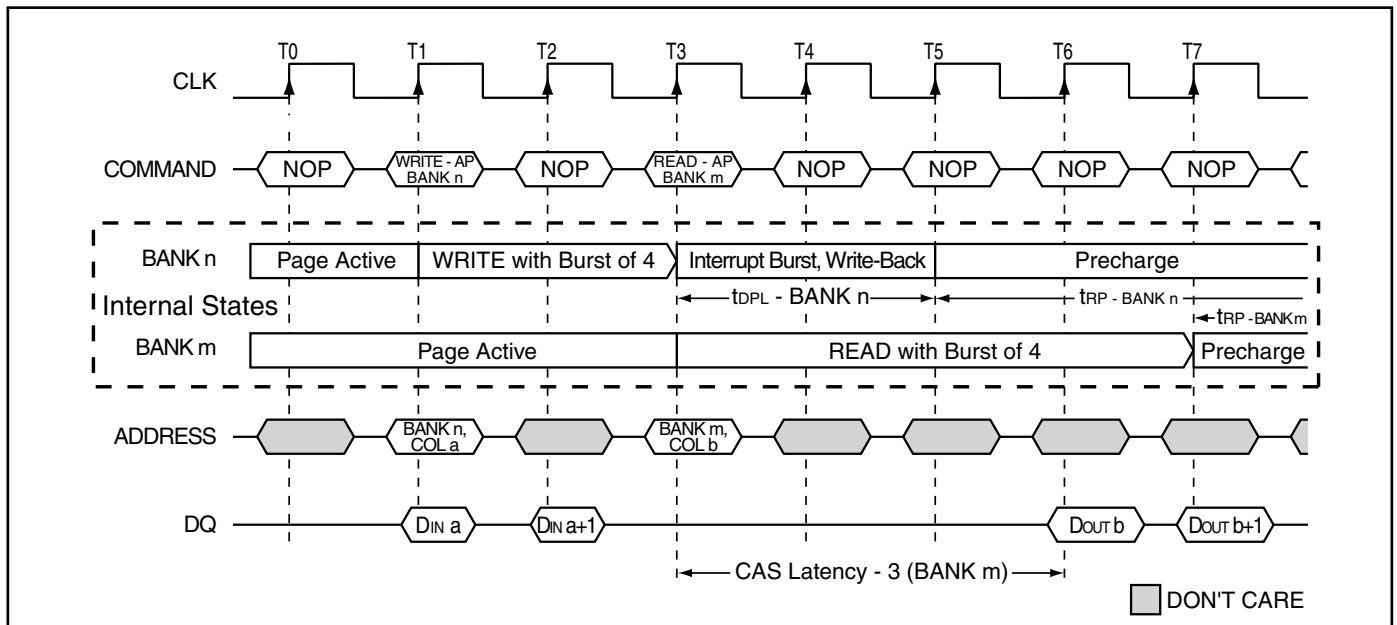 T0 T1 T2 T3 T4 T5 T6 T7
CLK
COMMAND NOP WRITE - AP BANK n NOP READ - AP BANK m NOP NOP NOP NOP
BANK n Page Active WRITE with Burst of 4 Interrupt Burst, Write-Back Precharge
tDPL - BANK n tRP - BANK n
Internal States
tRP - BANK m
BANK m Page Active READ with Burst of 4 Precharge
ADDRESS BANK n, COL a BANK m, COL b
DQ DIN a DIN a+1 DOUT b DOUT b+1
CAS Latency - 3 (BANK m)
DON'T CARE